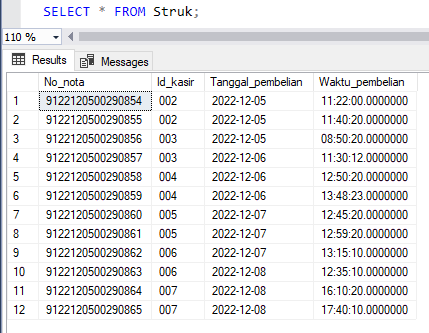 SELECT * FROM Struk;
110 %
Results Messages
No_nota Id_kasir Tanggal_pembelian Waktu_pembelian
1 9122120500290854 002 2022-12-05 11:22:00.0000000
2 9122120500290855 002 2022-12-05 11:40:20.0000000
3 9122120500290856 003 2022-12-05 08:50:20.0000000
4 9122120500290857 003 2022-12-06 11:30:12.0000000
5 9122120500290858 004 2022-12-06 12:50:20.0000000
6 9122120500290859 004 2022-12-06 13:48:23.0000000
7 9122120500290860 005 2022-12-07 12:45:20.0000000
8 9122120500290861 005 2022-12-07 12:59:20.0000000
9 9122120500290862 006 2022-12-07 13:15:10.0000000
10 9122120500290863 006 2022-12-08 12:35:10.0000000
11 9122120500290864 007 2022-12-08 16:10:20.0000000
12 9122120500290865 007 2022-12-08 17:40:10.0000000